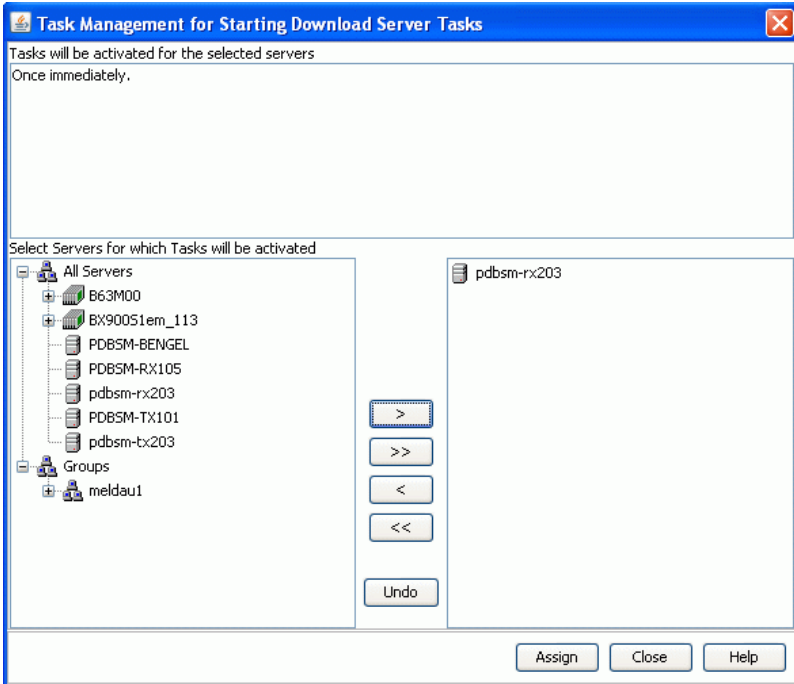 Task Management for Starting Download Server Tasks
Tasks will be activated for the selected servers
Once immediately.
Select Servers for which Tasks will be activated
All Servers
B63M00
BX900S1em_113
PDBSM-BENGEL
PDBSM-RX105
pdbsm-rx203
PDBSM-TX101
pdbsm-tx203
Groups
meldau1
>
>>
<
<<
Undo
pdbsm-rx203
Assign
Close
Help